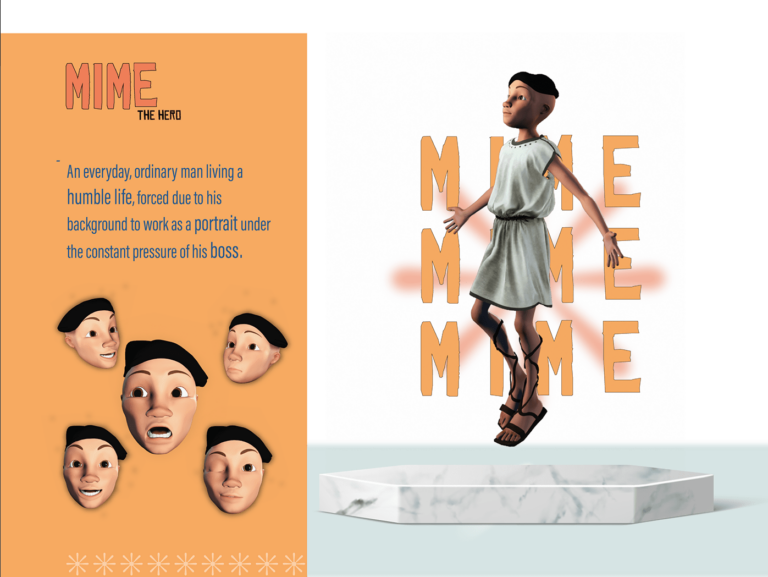 MIME
THE HERO
An everyday, ordinary man living a
humble life, forced due to his
background to work as a portrait under
the constant pressure of his boss.
MIME
MIME
MIME